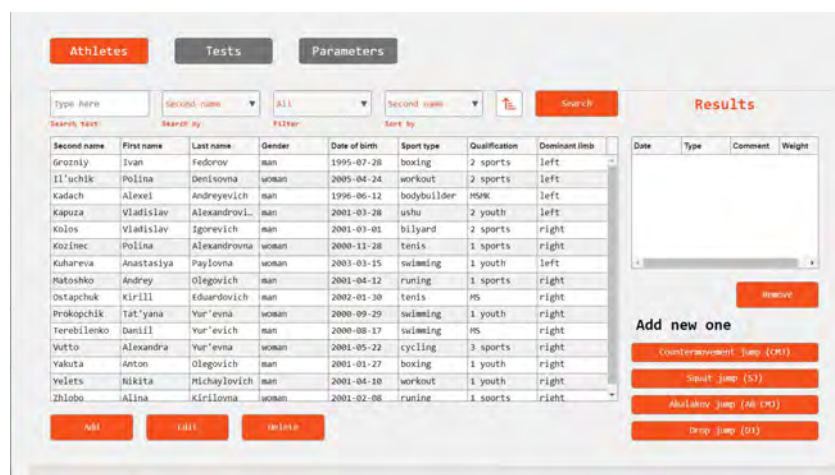 Athletes Tests Parameters
Type here Second name All Second name Search Results
Search text Search by Filter Sort by
Second name First name Last name Gender Date of birth Sport type Qualification Dominant limb Date Type Comment Weight
Grozniy Ivan Fedorov man 1995-07-28 boxing 2 sports left
Il'uchik Polina Denisovna woman 2005-04-24 workout 2 sports left
Kadach Alexei Andreyevich man 1996-06-12 bodybuilder MSMK left
Kapuza Vladislav Alexandrovi... man 2001-03-28 ushu 2 youth left
Kolos Vladislav Igorevich man 2001-03-01 bilyard 2 sports right
Kozinec Polina Alexandrovna woman 2000-11-28 tenis 1 sports right
Kuhareva Anastasiya Paylovna woman 2003-03-15 swimming 1 youth left
Matoshko Andrey Olegovich man 2001-04-12 runing 1 sports right
Ostapchuk Kirill Eduardovich man 2002-01-30 tenis MS right
Prokopchik Tat'yana Yur'evna woman 2000-09-29 swimming 1 youth right
Terebilenko Daniil Yur'evich man 2000-08-17 swimming MS right
Vutto Alexandra Yur'evna woman 2001-05-22 cycling 3 sports right
Yakuta Anton Olegovich man 2001-01-27 boxing 1 youth right
Yelets Nikita Michaylovich man 2001-04-10 workout 1 youth right
Zhlobo Alina Kirilovna woman 2001-02-08 runing 1 sports right
Remove
Add new one
Countermovement jump (CMJ)
Squat jump (SJ)
Abalakov jump (AB CMJ)
Drop jump (DJ)
Add Edit Delete